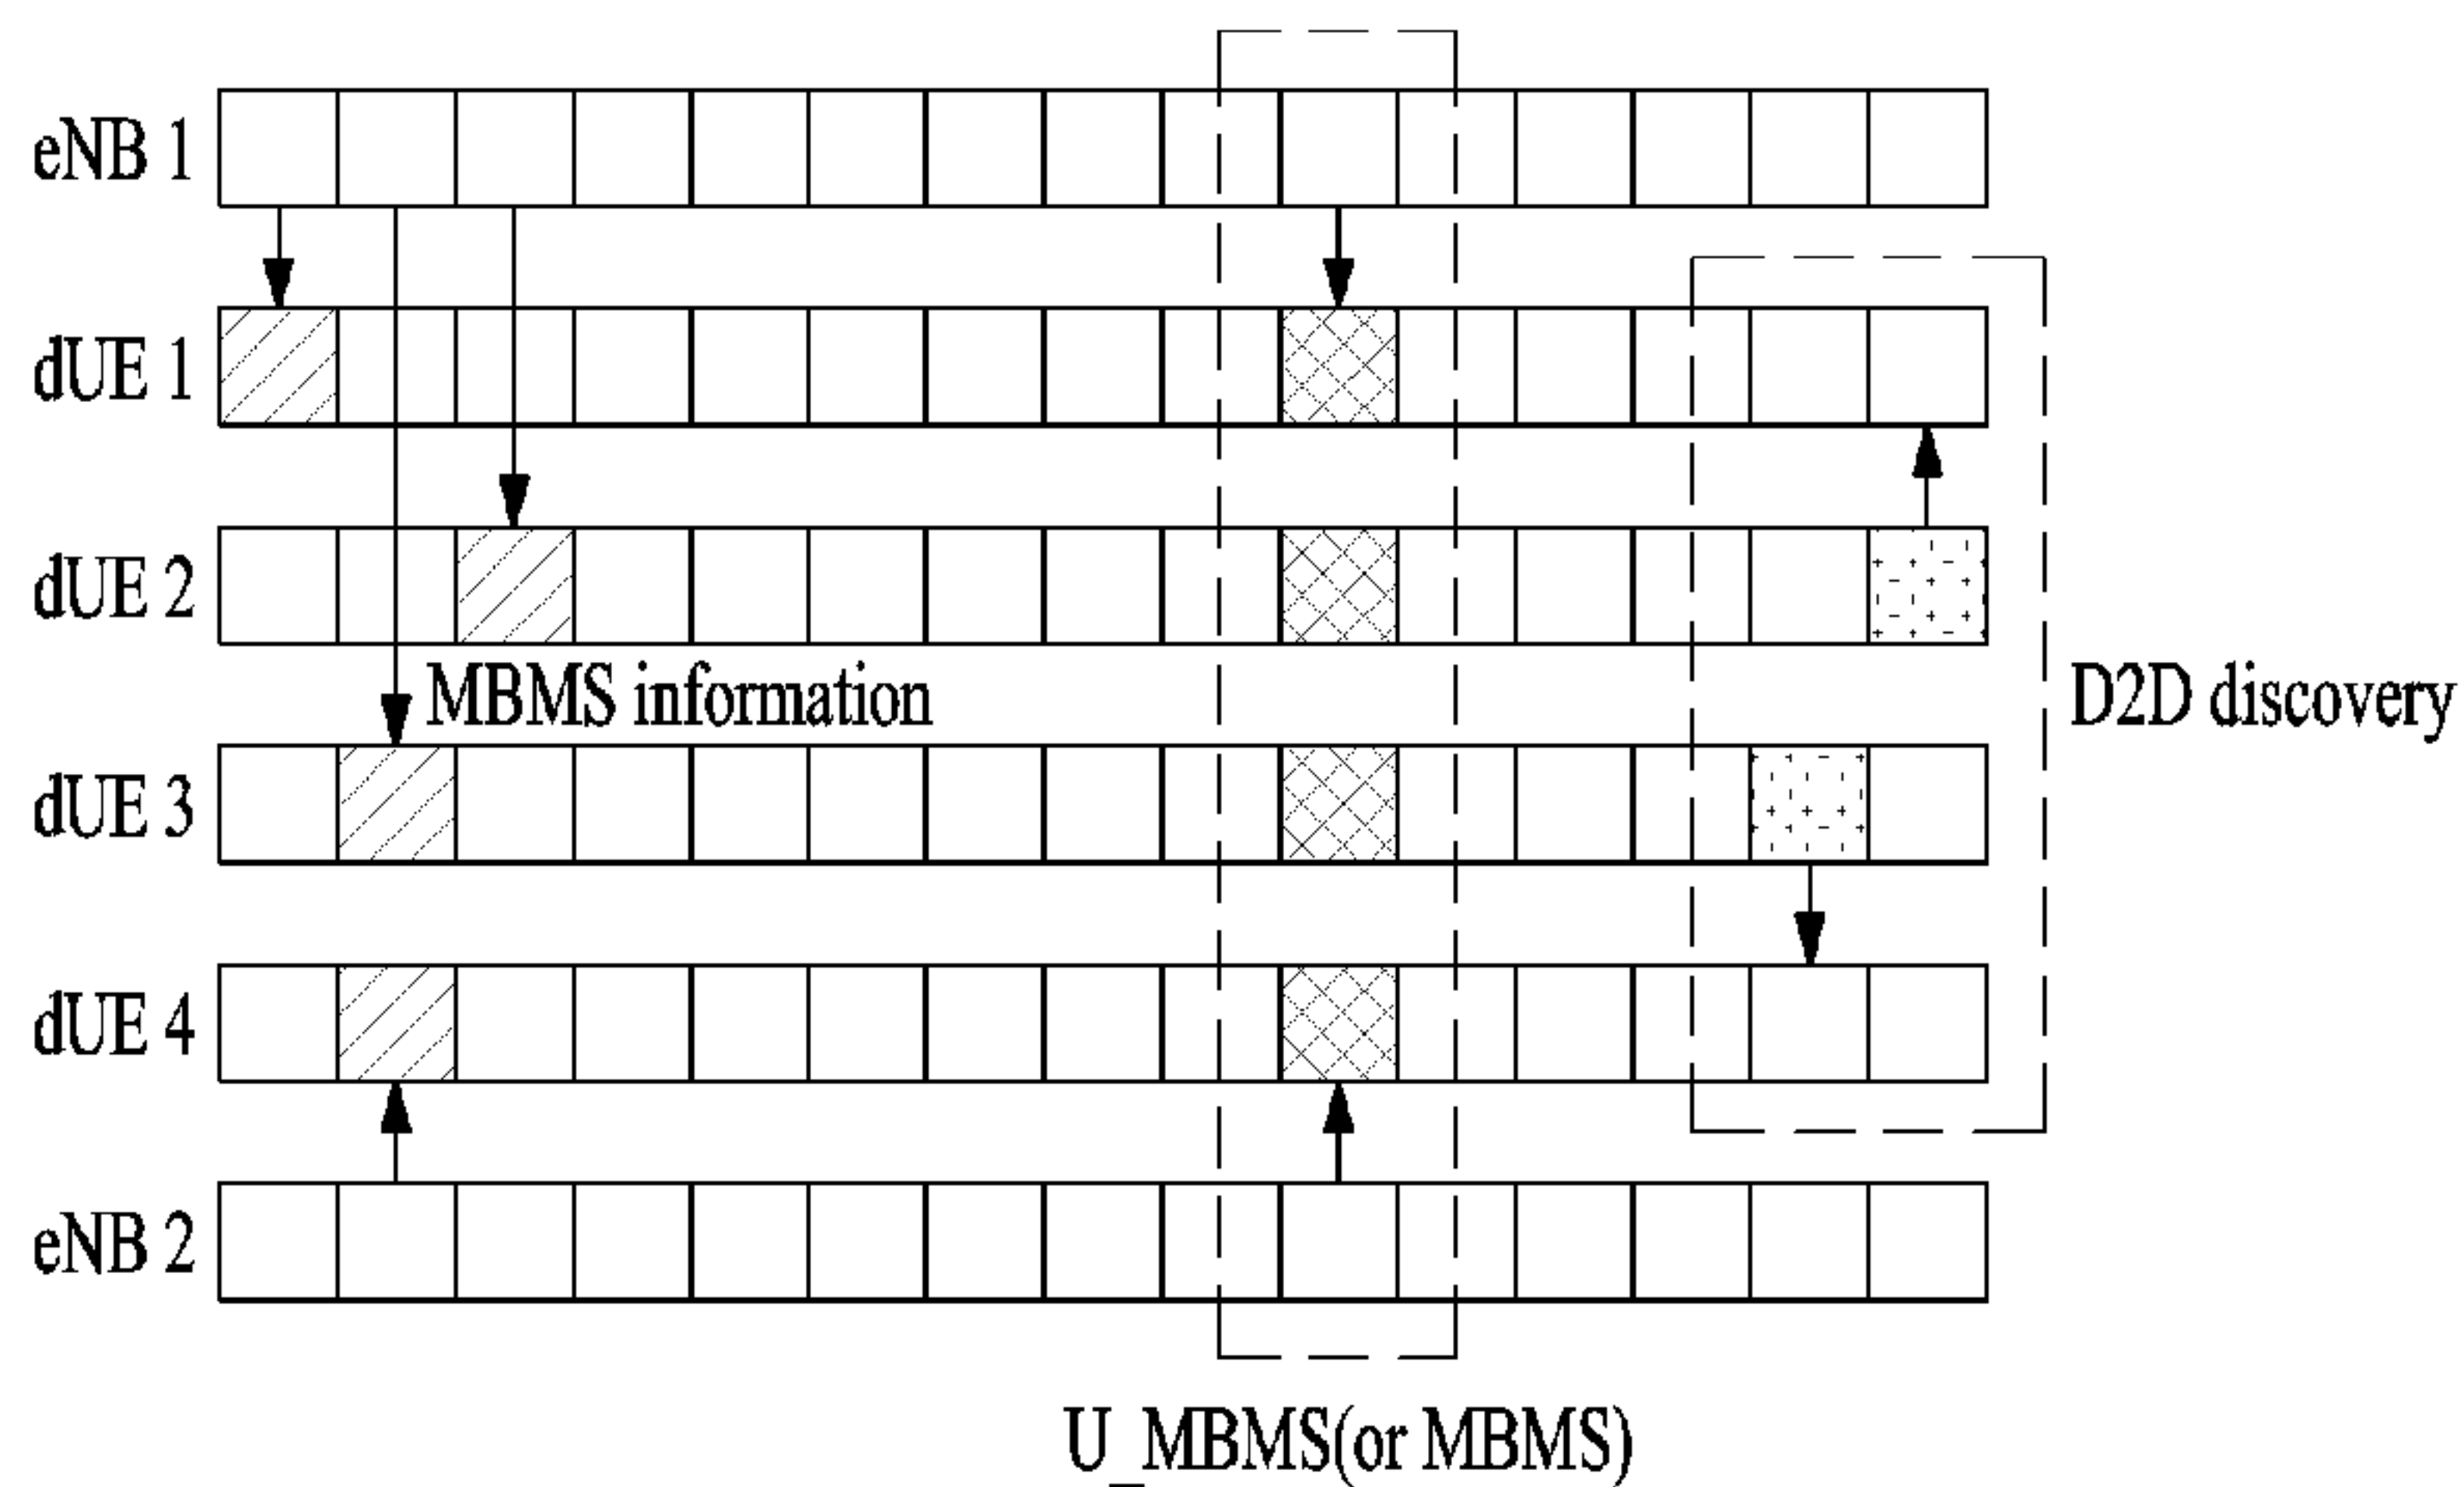 eNB 1
dUE 1
dUE 2
MBMS information
D2D discovery
dUE 3
dUE 4
eNB 2
U_MBMS(or MBMS)